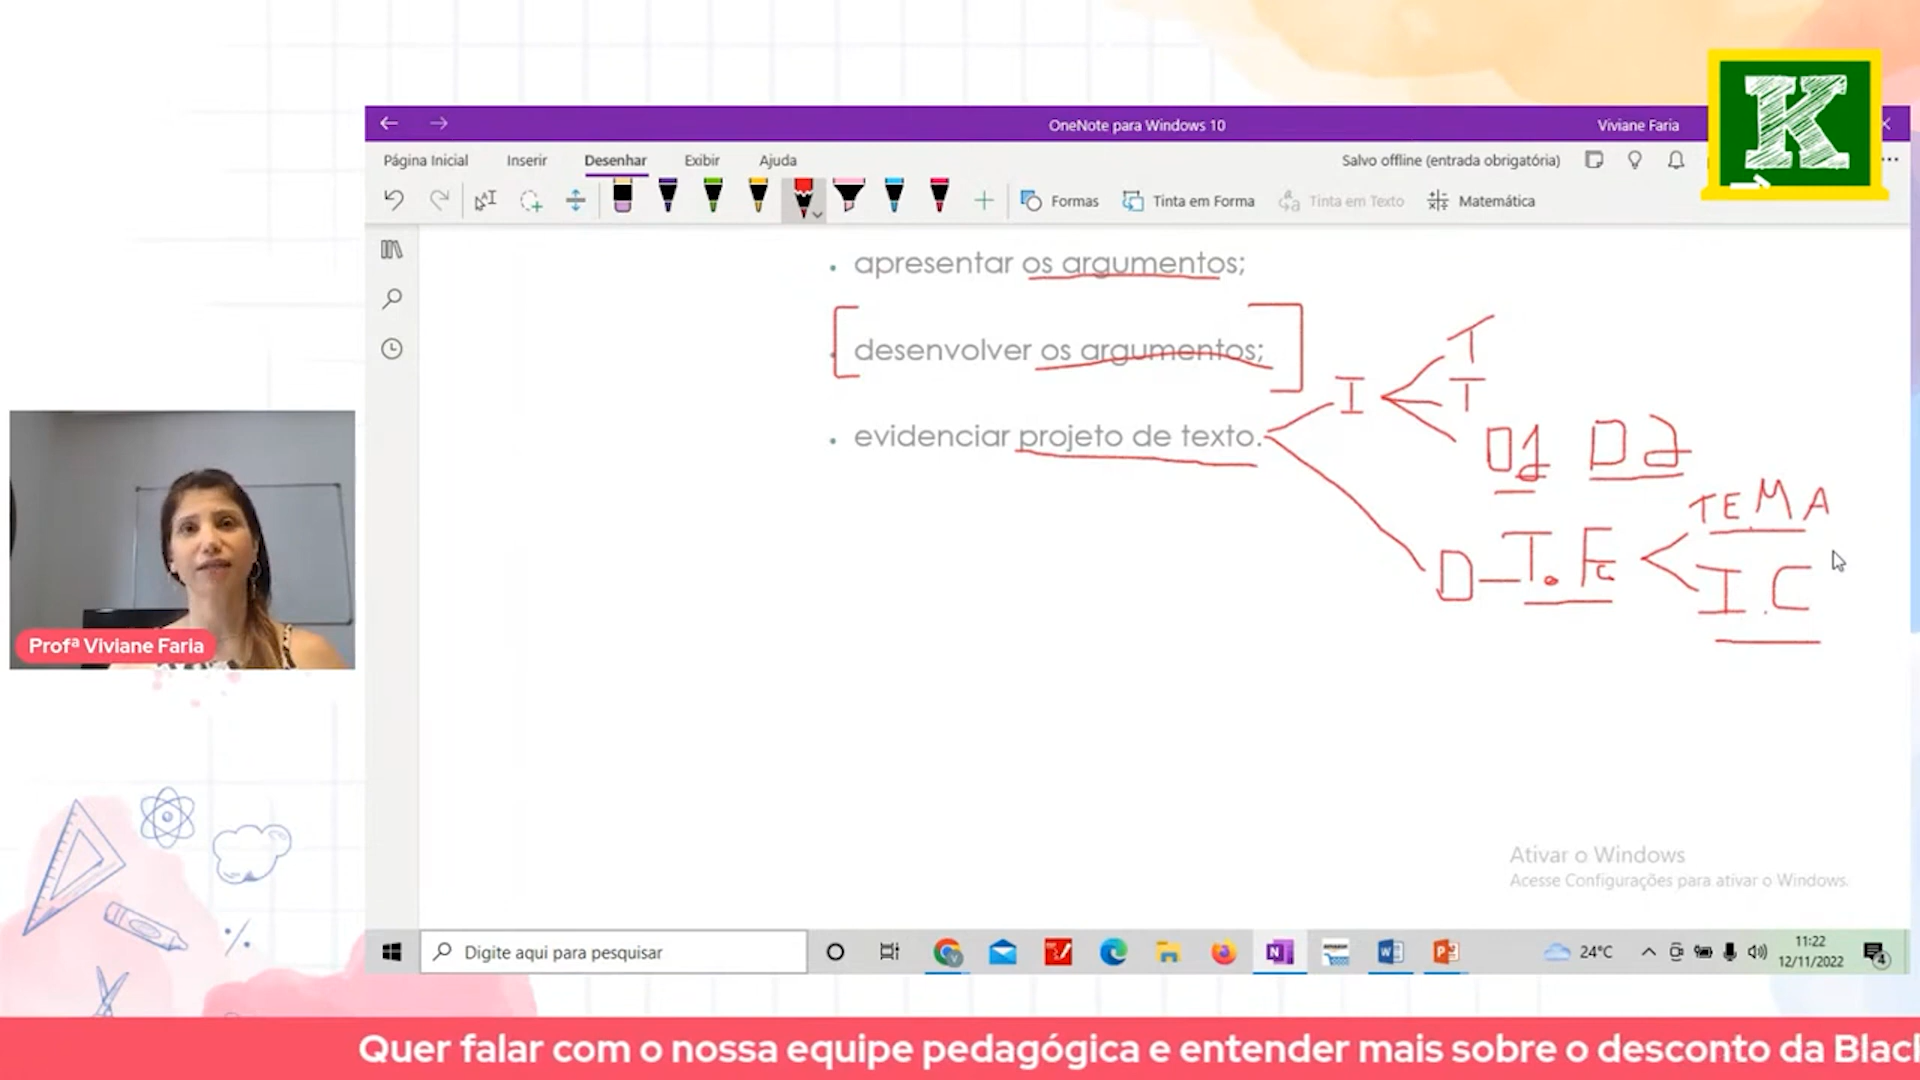 K
OneNote para Windows 10
Viviane Faria
Página Inicial
Inserir
Desenhar
Exibir
Ajuda
Salvo offline (entrada obrigatória)
Formas
Tinta em Forma
Tinta em Texto
Matemática
• apresentar os argumentos;
• desenvolver os argumentos;
• evidenciar projeto de texto.
I
T
T
D1 D2
D - T. F.
TEMA
I.C
Profª Viviane Faria
Ativar o Windows
Acesse Configurações para ativar o Windows.
Digite aqui para pesquisar
24°C
11:22
12/11/2022
4
Quer falar com o nossa equipe pedagógica e entender mais sobre o desconto da Blac